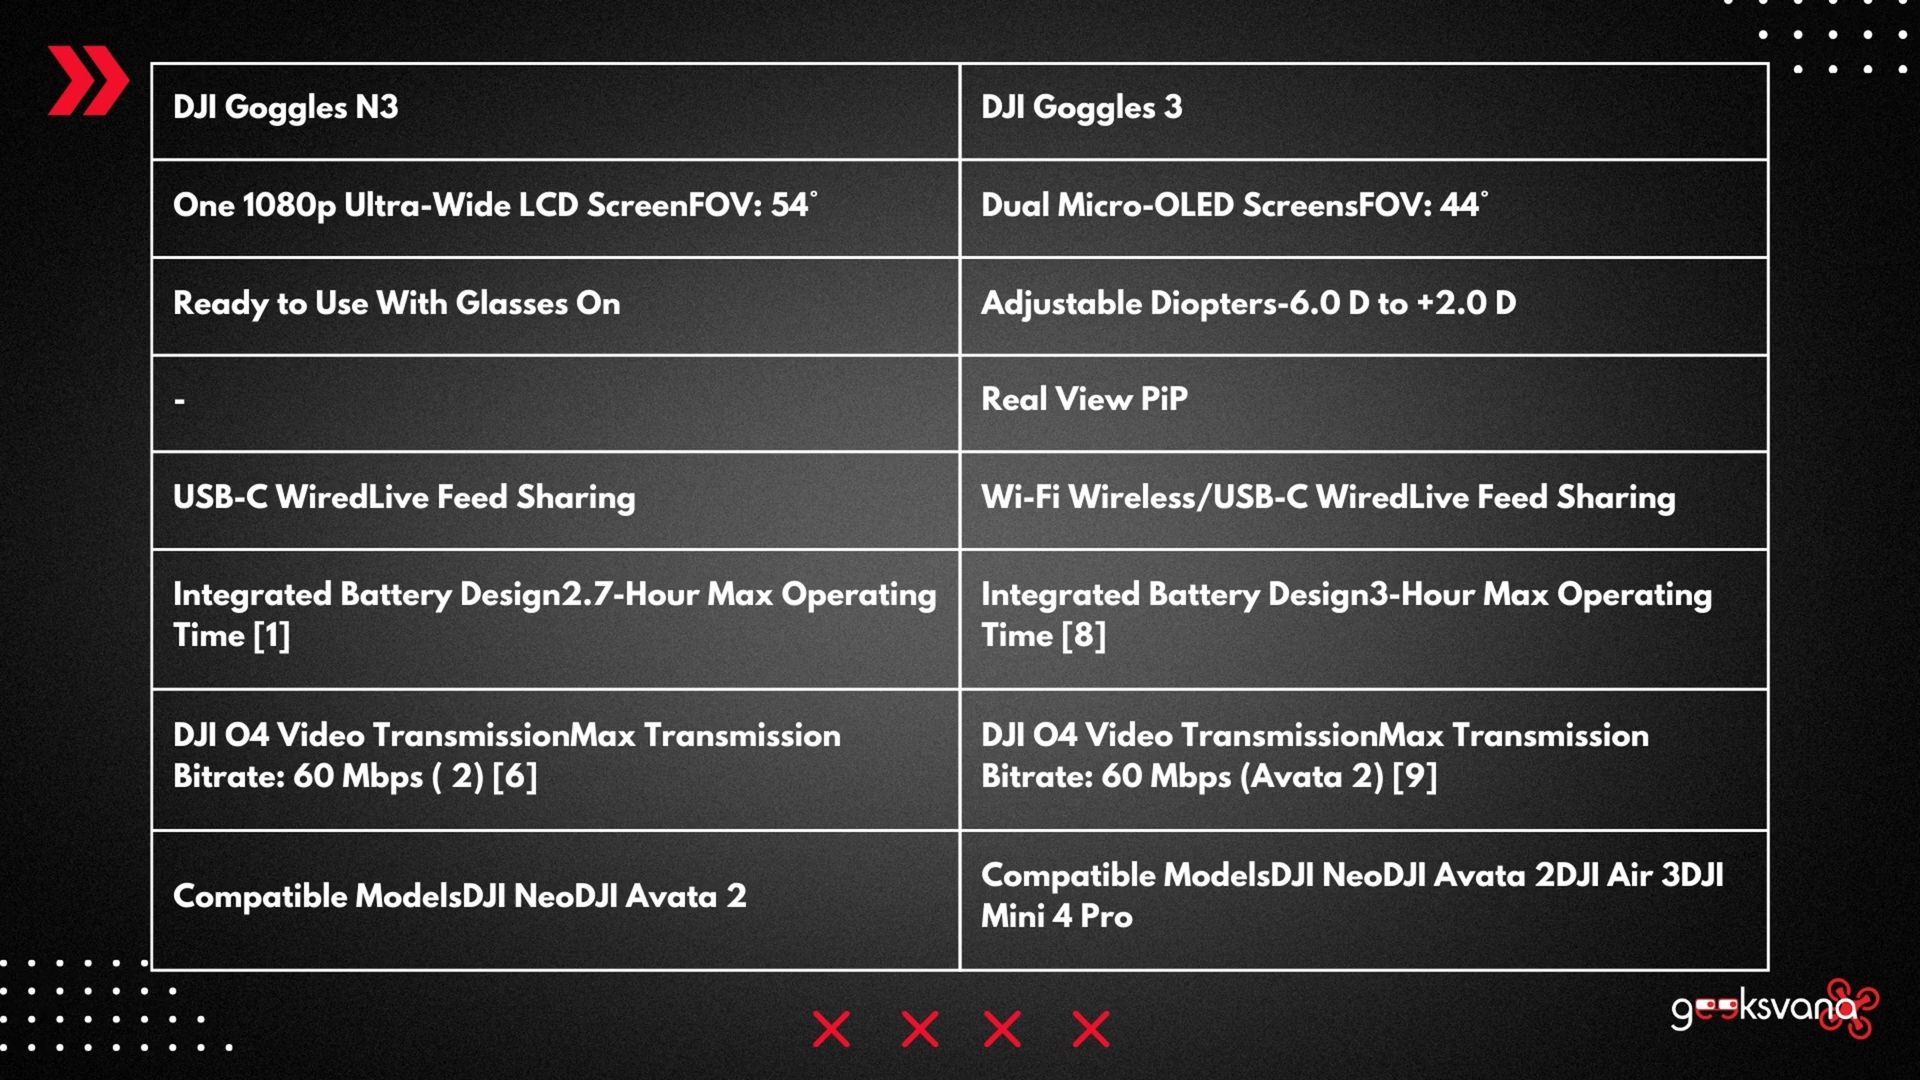 DJI Goggles N3
DJI Goggles 3
One 1080p Ultra-Wide LCD ScreenFOV: 54°
Dual Micro-OLED ScreensFOV: 44°
Ready to Use With Glasses On
Adjustable Diopters-6.0 D to +2.0 D
-
Real View PiP
USB-C WiredLive Feed Sharing
Wi-Fi Wireless/USB-C WiredLive Feed Sharing
Integrated Battery Design2.7-Hour Max Operating
Time [1]
Integrated Battery Design3-Hour Max Operating
Time [8]
DJI O4 Video TransmissionMax Transmission
Bitrate: 60 Mbps ( 2) [6]
DJI O4 Video TransmissionMax Transmission
Bitrate: 60 Mbps (Avata 2) [9]
Compatible ModelsDJI NeoDJI Avata 2
Compatible ModelsDJI NeoDJI Avata 2DJI Air 3DJI
Mini 4 Pro
geeksvana